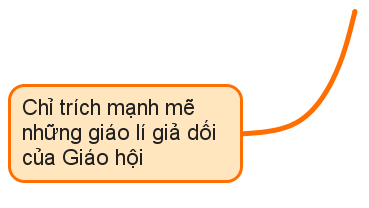 Chỉ trích mạnh mẽ
những giáo lí giả dối
của Giáo hội